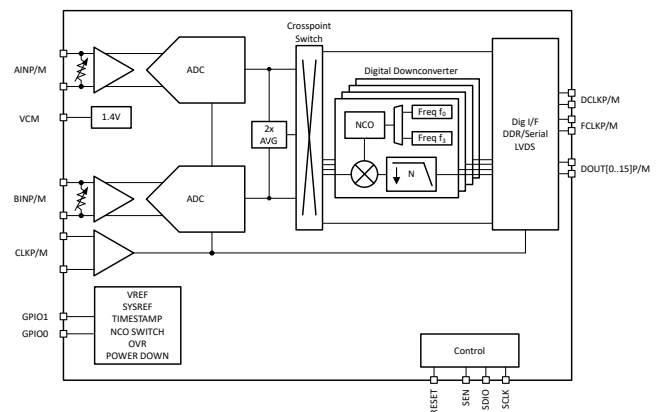 Crosspoint
Switch
AINP/M
ADC
Digital Downconverter
VCM
1.4V
NCO
Freq f₀
Freq f₃
2x
AVG
Dig I/F
DDR/Serial
LVDS
DCLKP/M
FCLKP/M
DOUT[0..15]P/M
N
BINP/M
ADC
CLKP/M
GPIO1
GPIO0
VREF
SYSREF
TIMESTAMP
NCO SWITCH
OVR
POWER DOWN
Control
RESET
SEN
SDIO
SCLK